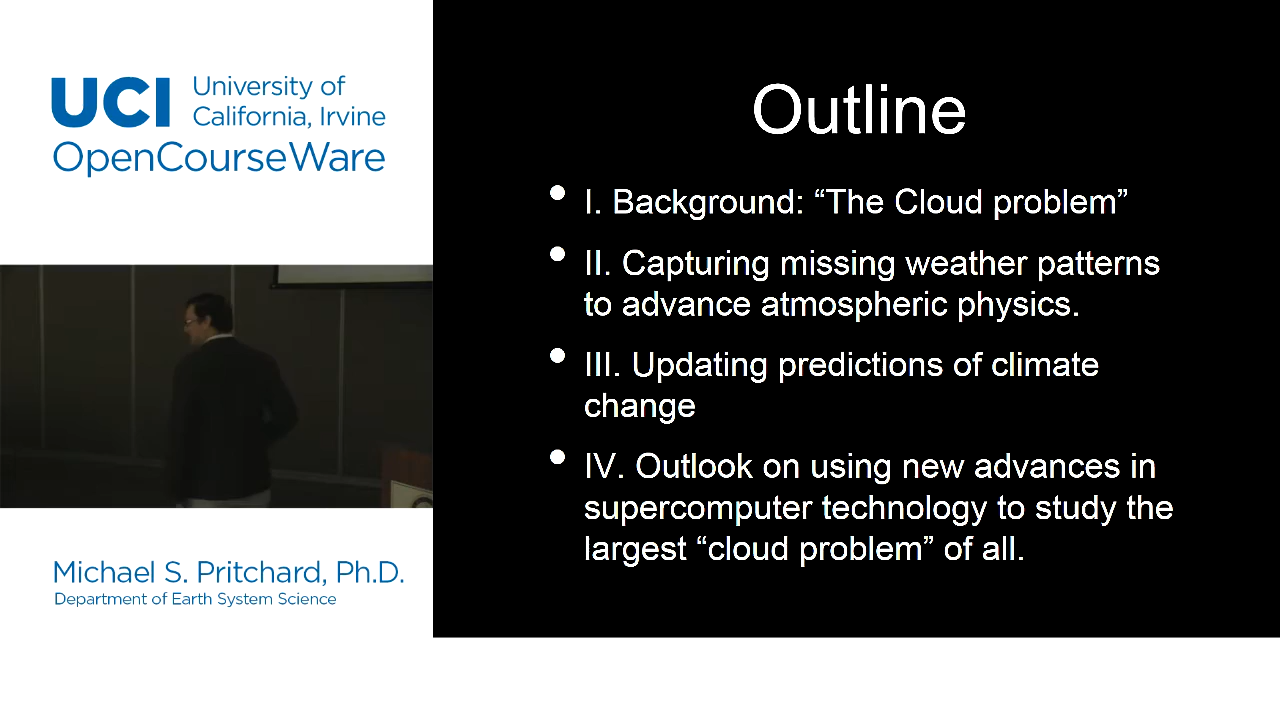 UCI University of
California, Irvine
OpenCourseWare
Michael S. Pritchard, Ph.D.
Department of Earth System Science
Outline
• I. Background: “The Cloud problem”
• II. Capturing missing weather patterns
to advance atmospheric physics.
• III. Updating predictions of climate
change
• IV. Outlook on using new advances in
supercomputer technology to study the
largest “cloud problem” of all.